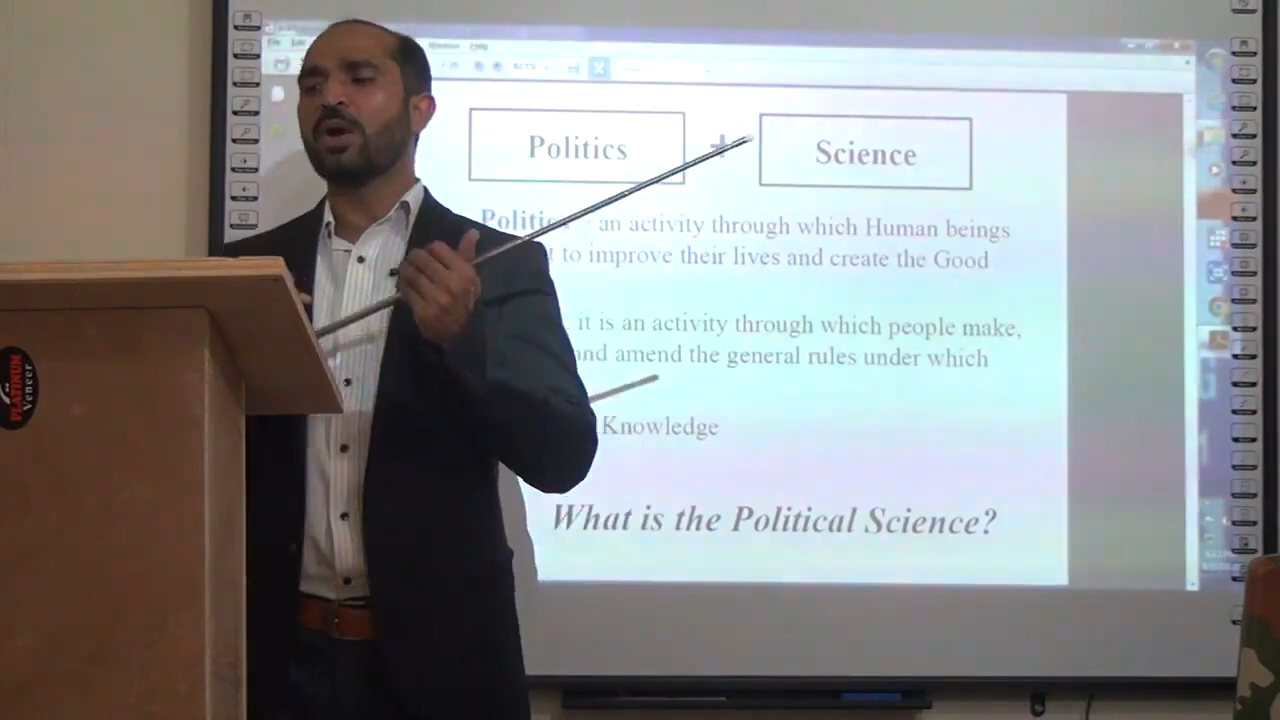 Window Help
Politics + Science
Politics an activity through which Human beings
to improve their lives and create the Good
it is an activity through which people make,
and amend the general rules under which
Knowledge
What is the Political Science?
PLATINUM
Veneer